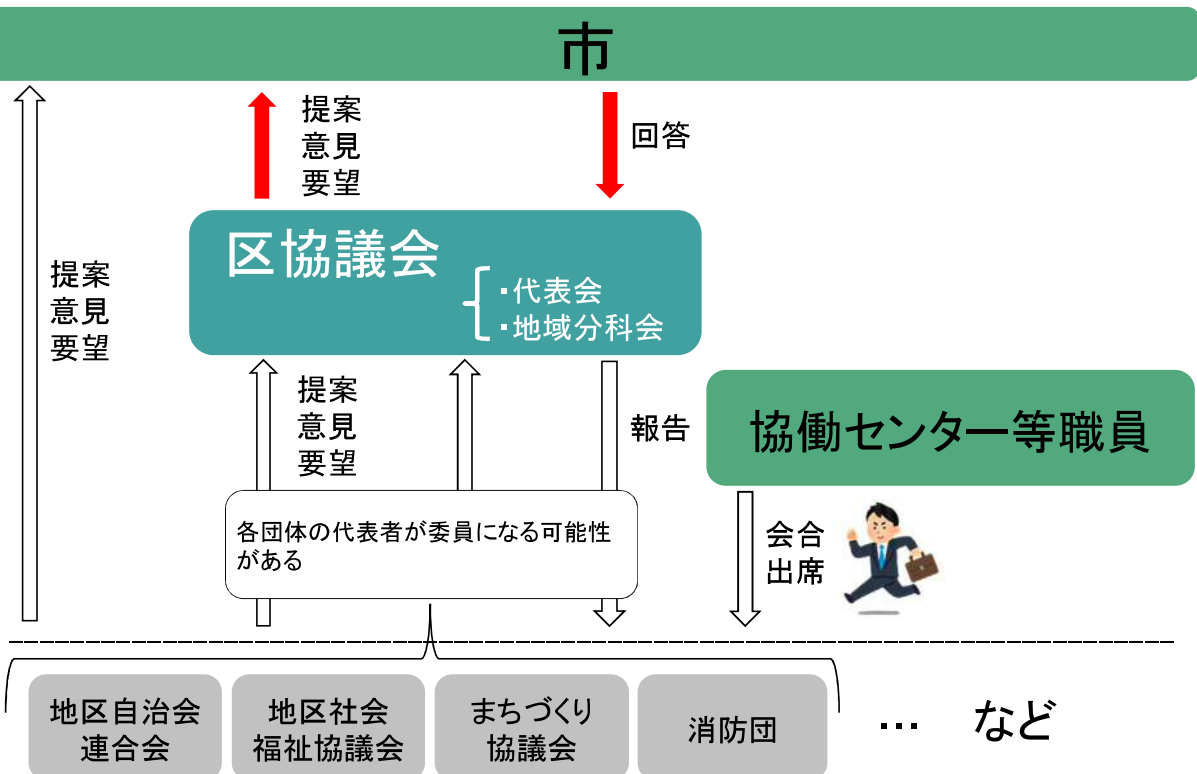 市
提案
意見
要望
回答
提案
意見
要望
区協議会
・代表会
・地域分科会
提案
意見
要望
報告
協働センター等職員
各団体の代表者が委員になる可能性
がある
会合
出席
地区自治会
連合会
地区社会
福祉協議会
まちづくり
協議会
消防団
… など